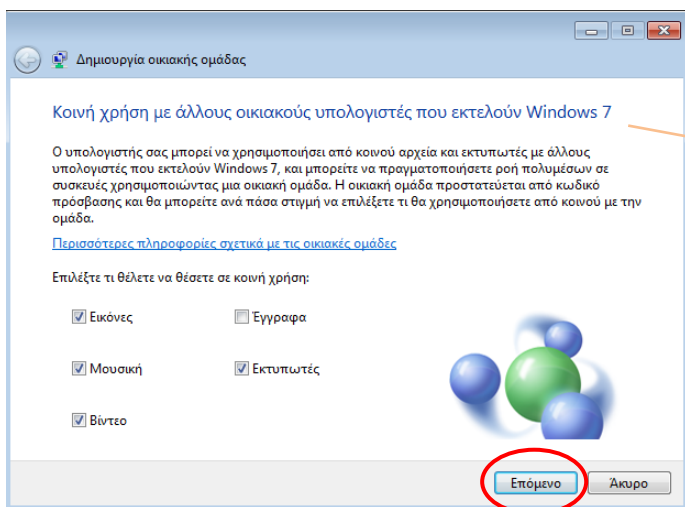 Δημιουργία οικιακής ομάδας
Κοινή χρήση με άλλους οικιακούς υπολογιστές που εκτελούν Windows 7
Ο υπολογιστής σας μπορεί να χρησιμοποιήσει από κοινού αρχεία και εκτυπωτές με άλλους
υπολογιστές που εκτελούν Windows 7, και μπορείτε να πραγματοποιήσετε ροή πολυμέσων σε
συσκευές χρησιμοποιώντας μια οικιακή ομάδα. Η οικιακή ομάδα προστατεύεται από κωδικό
πρόσβασης και θα μπορείτε ανά πάσα στιγμή να επιλέξετε τι θα χρησιμοποιήσετε από κοινού με την
ομάδα.
Περισσότερες πληροφορίες σχετικά με τις οικιακές ομάδες
Επιλέξτε τι θέλετε να θέσετε σε κοινή χρήση:
Εικόνες Έγγραφα
Μουσική Εκτυπωτές
Βίντεο
Επόμενο Άκυρο